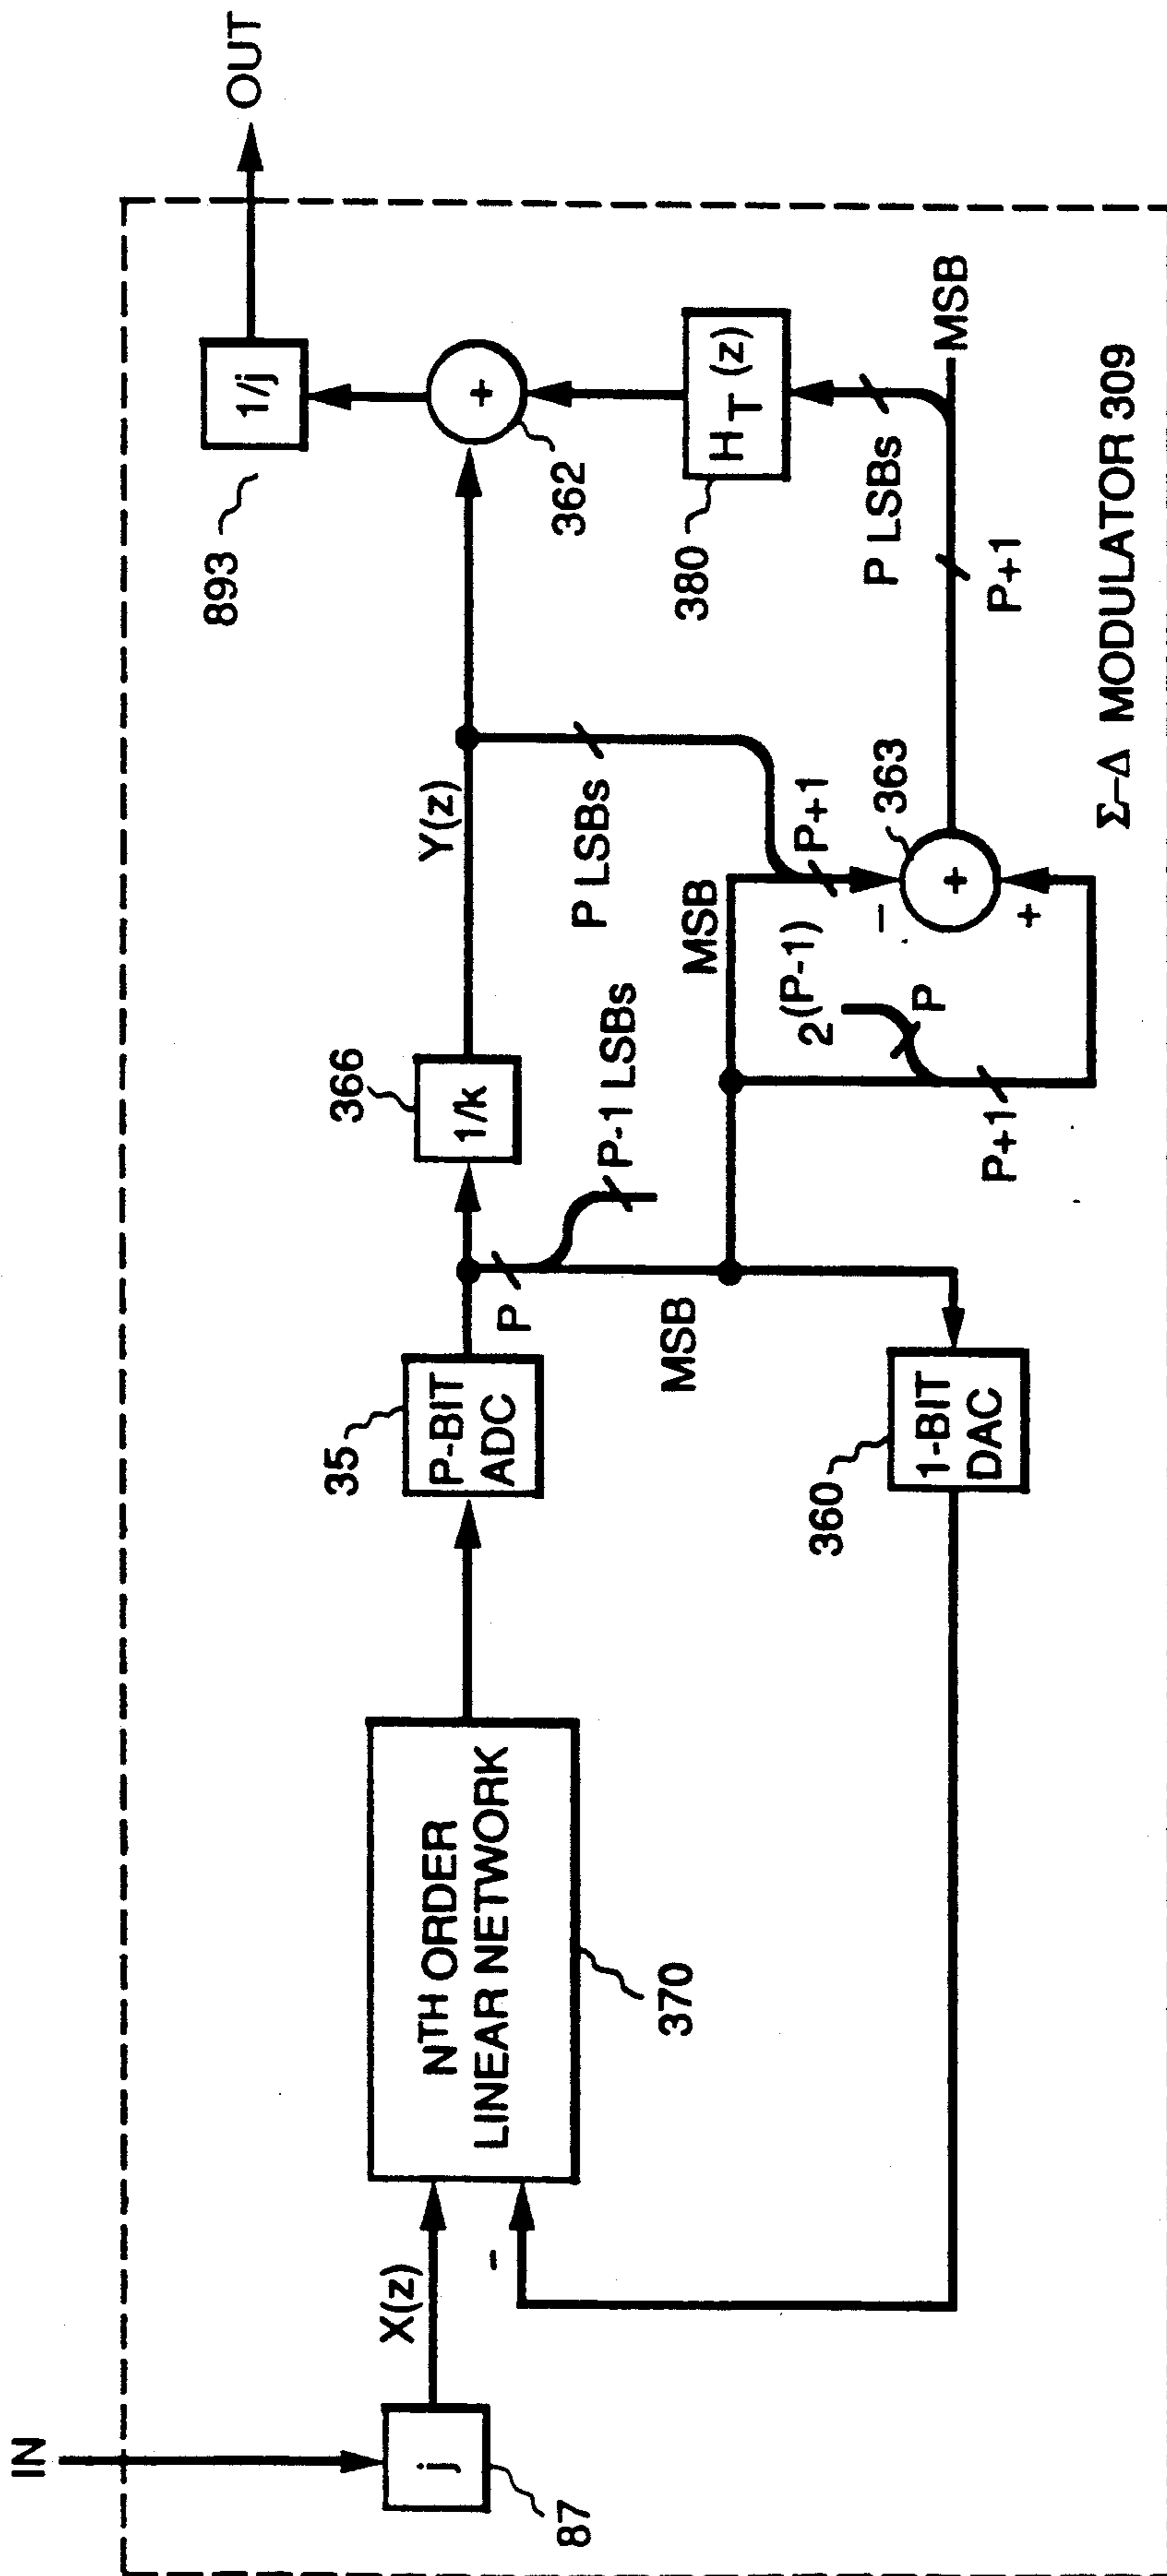 IN
j
87
X(z)
-
NTH ORDER
LINEAR NETWORK
370
35
P-BIT
ADC
P
P-1 LSBs
MSB
360
1-BIT
DAC
366
1/k
Y(z)
P LSBs
MSB
P+1
2(P-1)
P
P+1
-
+
+
363
P+1
MSB
P LSBs
380
HT (z)
+
362
1/j
893
OUT
Σ-Δ MODULATOR 309